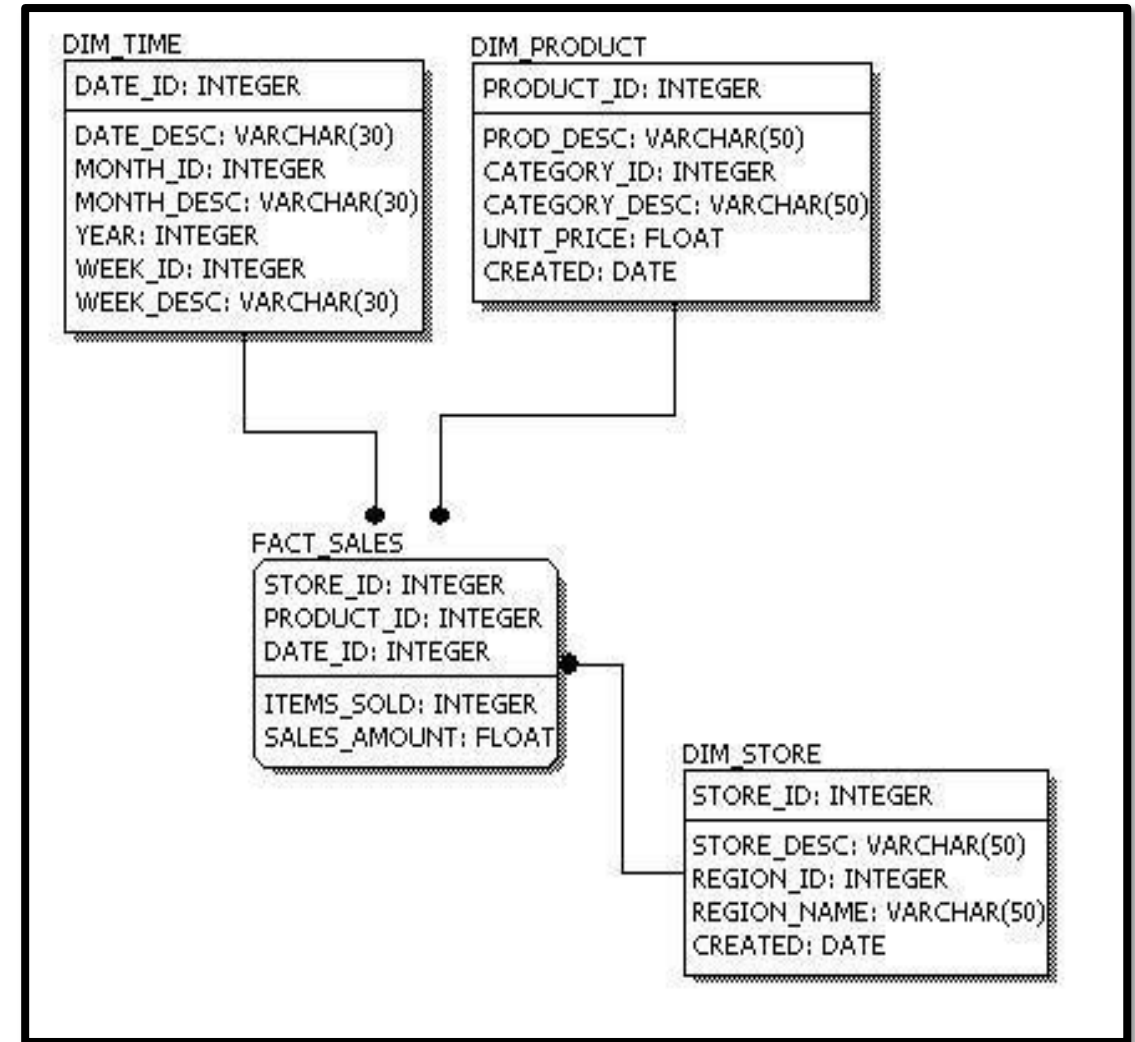 DIM_TIME
DATE_ID: INTEGER
DATE_DESC: VARCHAR(30)
MONTH_ID: INTEGER
MONTH_DESC: VARCHAR(30)
YEAR: INTEGER
WEEK_ID: INTEGER
WEEK_DESC: VARCHAR(30)
DIM_PRODUCT
PRODUCT_ID: INTEGER
PROD_DESC: VARCHAR(50)
CATEGORY_ID: INTEGER
CATEGORY_DESC: VARCHAR(50)
UNIT_PRICE: FLOAT
CREATED: DATE
FACT_SALES
STORE_ID: INTEGER
PRODUCT_ID: INTEGER
DATE_ID: INTEGER
ITEMS_SOLD: INTEGER
SALES_AMOUNT: FLOAT
DIM_STORE
STORE_ID: INTEGER
STORE_DESC: VARCHAR(50)
REGION_ID: INTEGER
REGION_NAME: VARCHAR(50)
CREATED: DATE